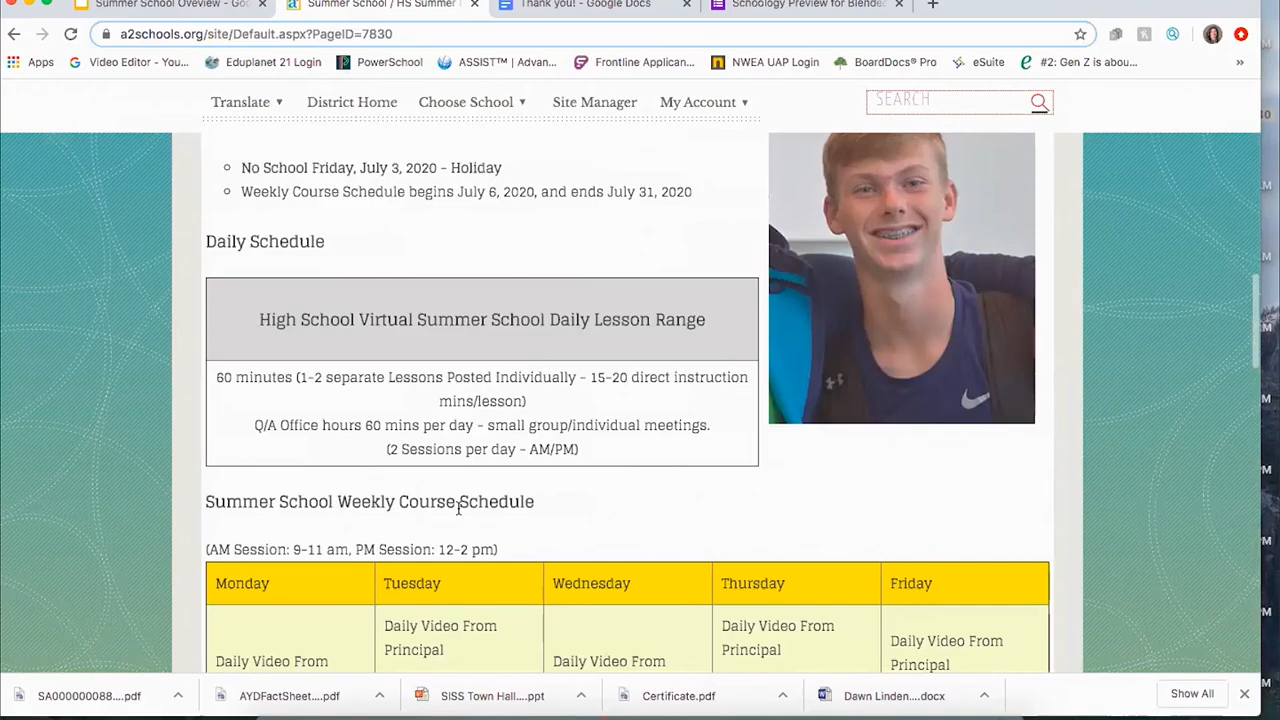 Summer School Oveview - Go
Summer School / HS Summer
Thank you! - Google Docs
Schoology Preview for Blende
a2schools.org/site/Default.aspx?PageID=7830
Apps Video Editor - You... Eduplanet 21 Login PowerSchool ASSIST™ | Advan... Frontline Applican... NWEA UAP Login BoardDocs® Pro eSuite #2: Gen Z is abou... »
Translate ▼ District Home Choose School ▼ Site Manager My Account ▼ SEARCH
No School Friday, July 3, 2020 - Holiday
Weekly Course Schedule begins July 6, 2020, and ends July 31, 2020
Daily Schedule
High School Virtual Summer School Daily Lesson Range
60 minutes (1-2 separate Lessons Posted Individually - 15-20 direct instruction
mins/lesson)
Q/A Office hours 60 mins per day - small group/individual meetings.
(2 Sessions per day - AM/PM)
Summer School Weekly Course Schedule
(AM Session: 9-11 am, PM Session: 12-2 pm)
Monday Tuesday Wednesday Thursday Friday
Daily Video From
Daily Video From
Principal
Daily Video From
Daily Video From
Principal
Daily Video From
Principal
SA000000088....pdf AYDFactSheet....pdf SISS Town Hall....ppt Certificate.pdf Dawn Linden....docx Show All